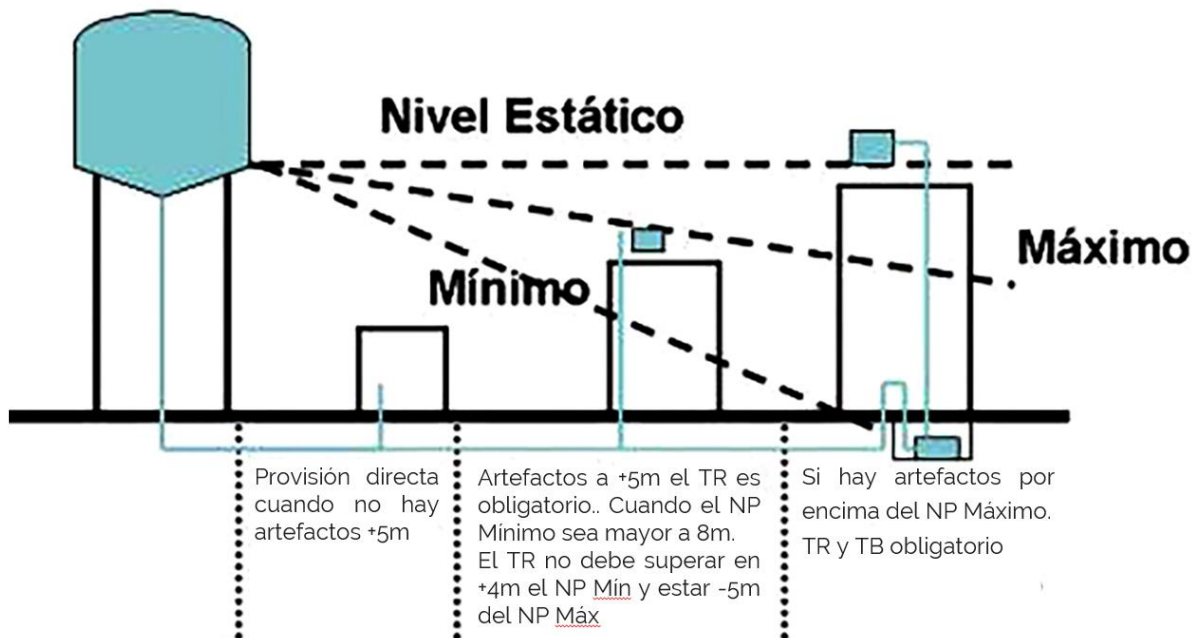 Nivel Estático
Máximo
Mínimo
Provisión directa
cuando no hay
artefactos +5m
Artefactos a +5m el TR es
obligatorio.. Cuando el NP
Mínimo sea mayor a 8m.
El TR no debe superar en
+4m el NP Mín y estar -5m
del NP Máx
Si hay artefactos por
encima del NP Máximo.
TR y TB obligatorio